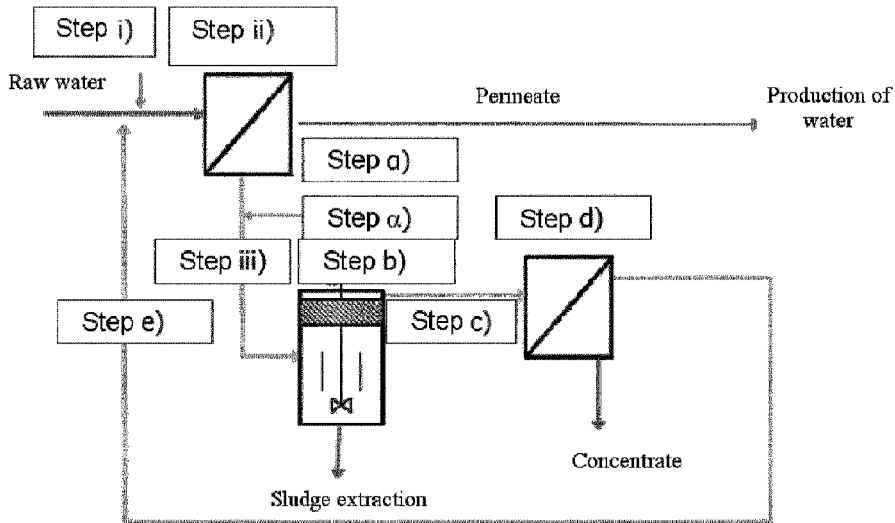 Step i)
Step ii)
Raw water
Permeate
Production of
water
Step a)
Step α)
Step d)
Step iii)
Step b)
Step e)
Step c)
Concentrate
Sludge extraction